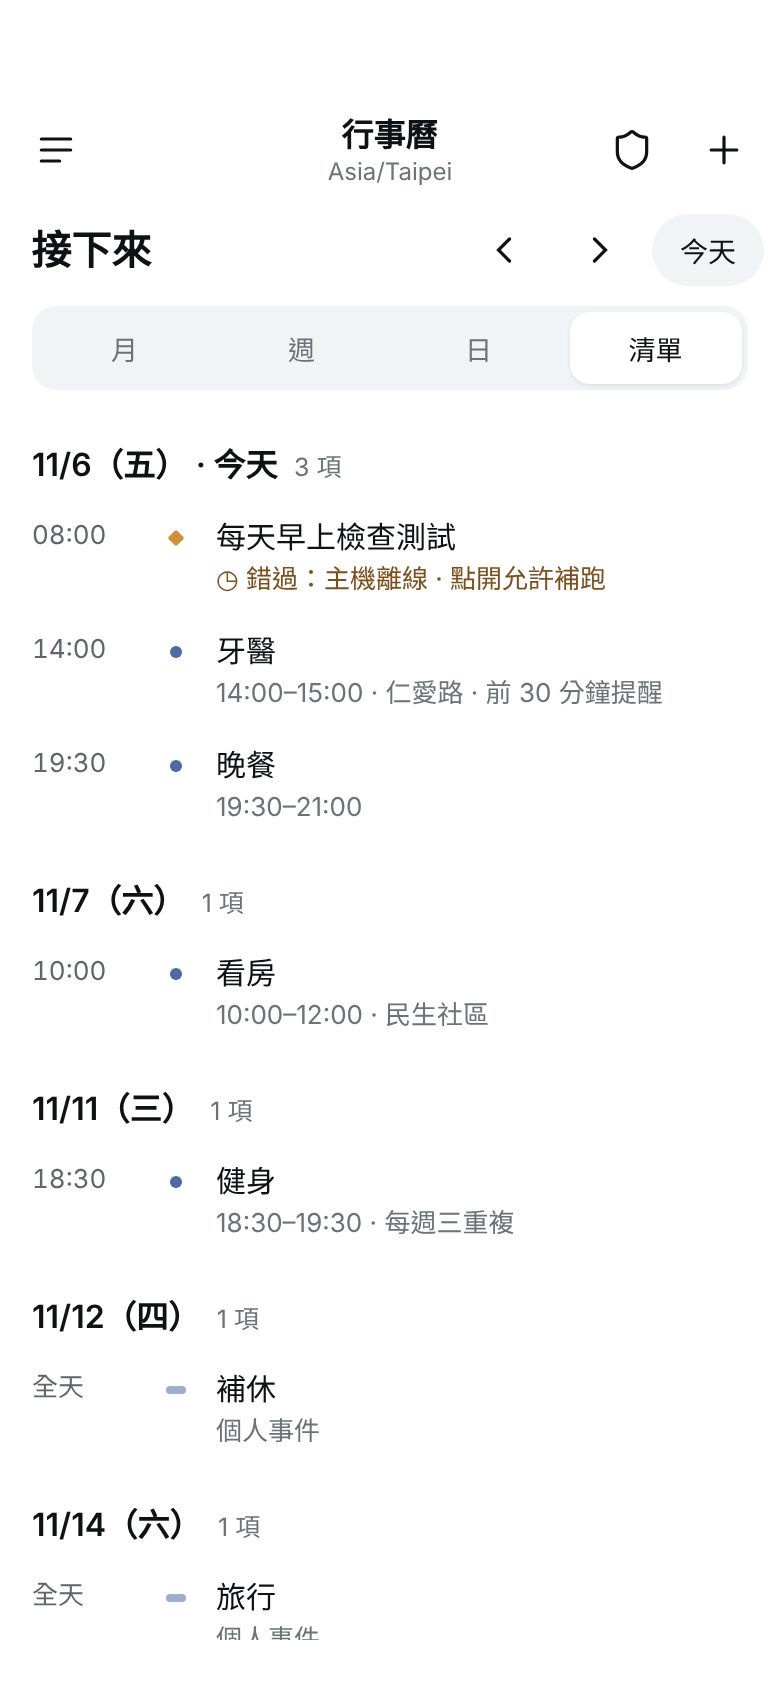 行事曆
Asia/Taipei
接下來
今天
月 週 日 清單
11/6（五） · 今天 3 項
08:00 每天早上檢查測試
錯過：主機離線 · 點開允許補跑
14:00 牙醫
14:00–15:00 · 仁愛路 · 前 30 分鐘提醒
19:30 晚餐
19:30–21:00
11/7（六） 1 項
10:00 看房
10:00–12:00 · 民生社區
11/11（三） 1 項
18:30 健身
18:30–19:30 · 每週三重複
11/12（四） 1 項
全天 補休
個人事件
11/14（六） 1 項
全天 旅行
個人事件